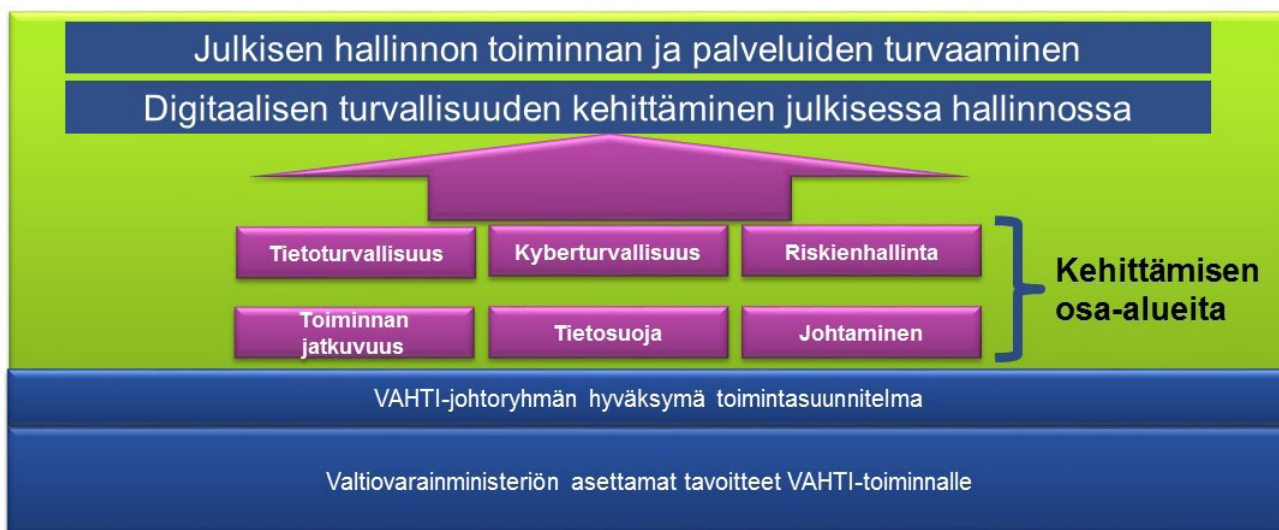 Julkisen hallinnon toiminnan ja palveluiden turvaaminen
Digitaalisen turvallisuuden kehittäminen julkisessa hallinnossa
Tietoturvallisuus
Kyberturvallisuus
Riskienhallinta
Toiminnan
jatkuvuus
Tietosuoja
Johtaminen
Kehittämisen
osa-alueita
VAHTI-johtoryhmän hyväksymä toimintasuunnitelma
Valtiovarainministeriön asettamat tavoitteet VAHTI-toiminnalle